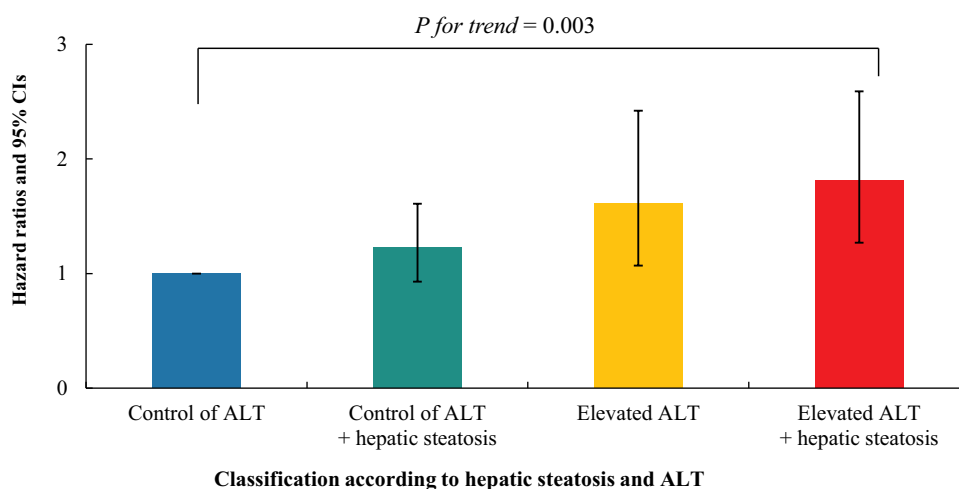 P for trend = 0.003
Hazard ratios and 95% CIs
3
2
1
0
Control of ALT
Control of ALT
+ hepatic steatosis
Elevated ALT
Elevated ALT
+ hepatic steatosis
Classification according to hepatic steatosis and ALT